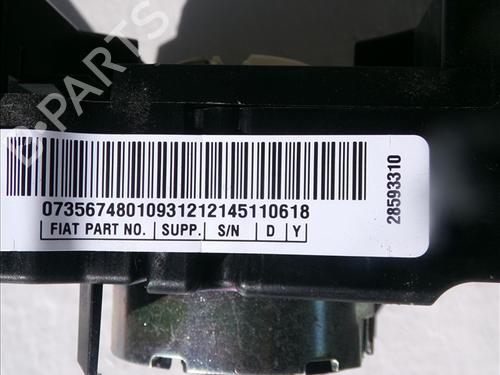 B-PARTS
07356748010931212145110618
FIAT PART NO. SUPP. S/N D Y
28593310